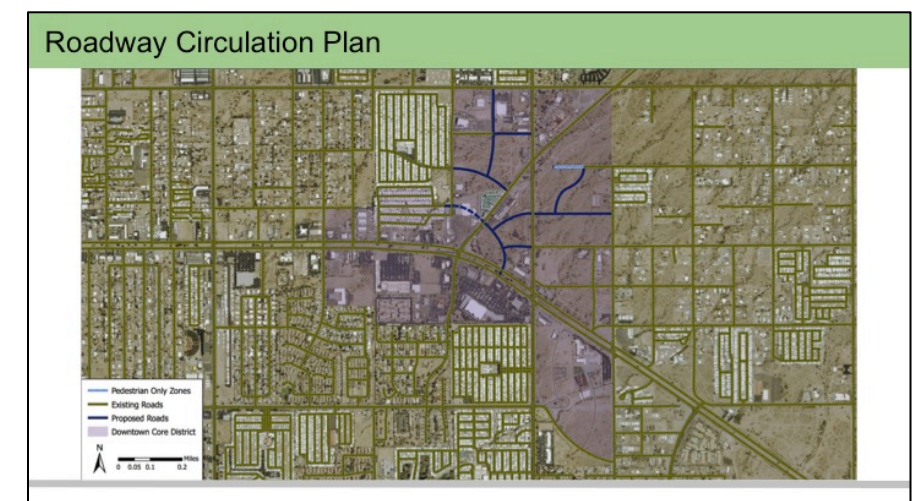 Roadway Circulation Plan
Pedestrian Only Zones
Existing Roads
Proposed Roads
Downtown Core District
N
Miles
0 0.05 0.1 0.2